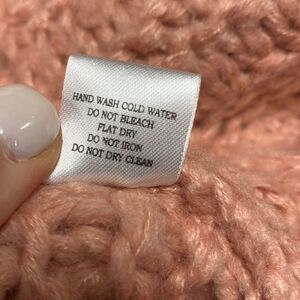 HAND WASH COLD WATER
DO NOT BLEACH
FLAT DRY
DO NOT IRON
DO NOT DRY CLEAN